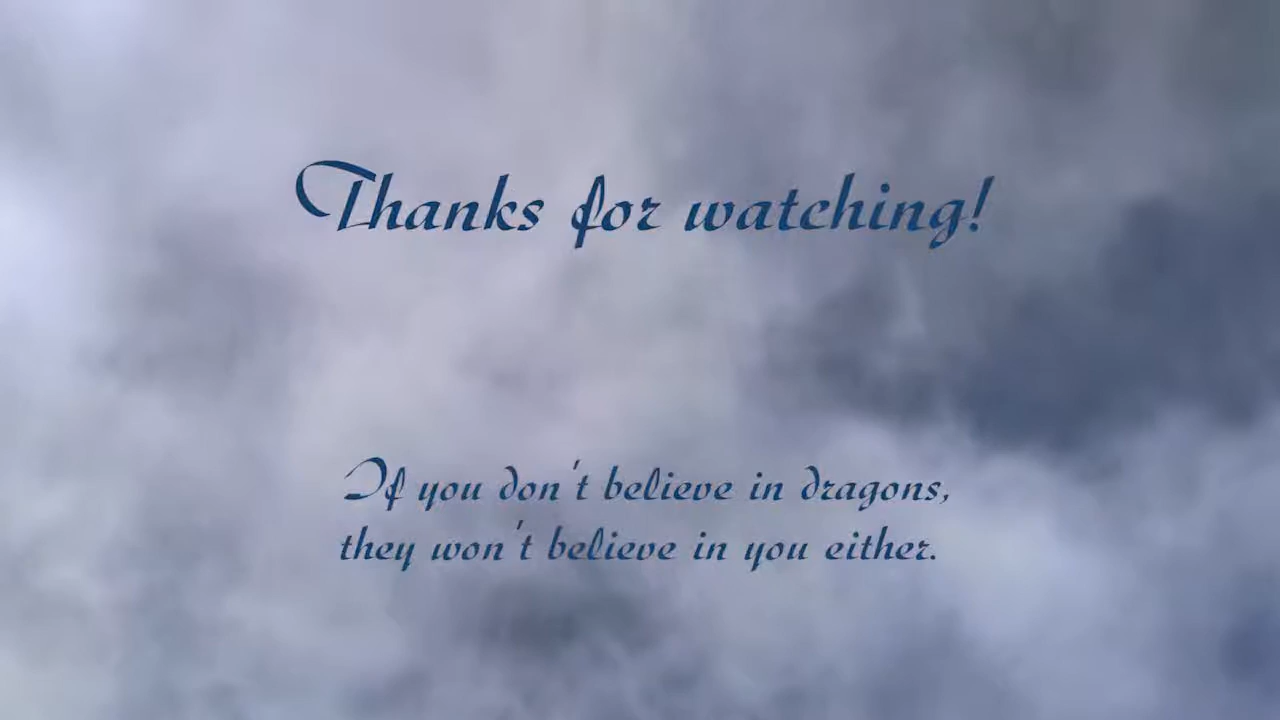 Thanks for watching!
If you don't believe in dragons,
they won't believe in you either.